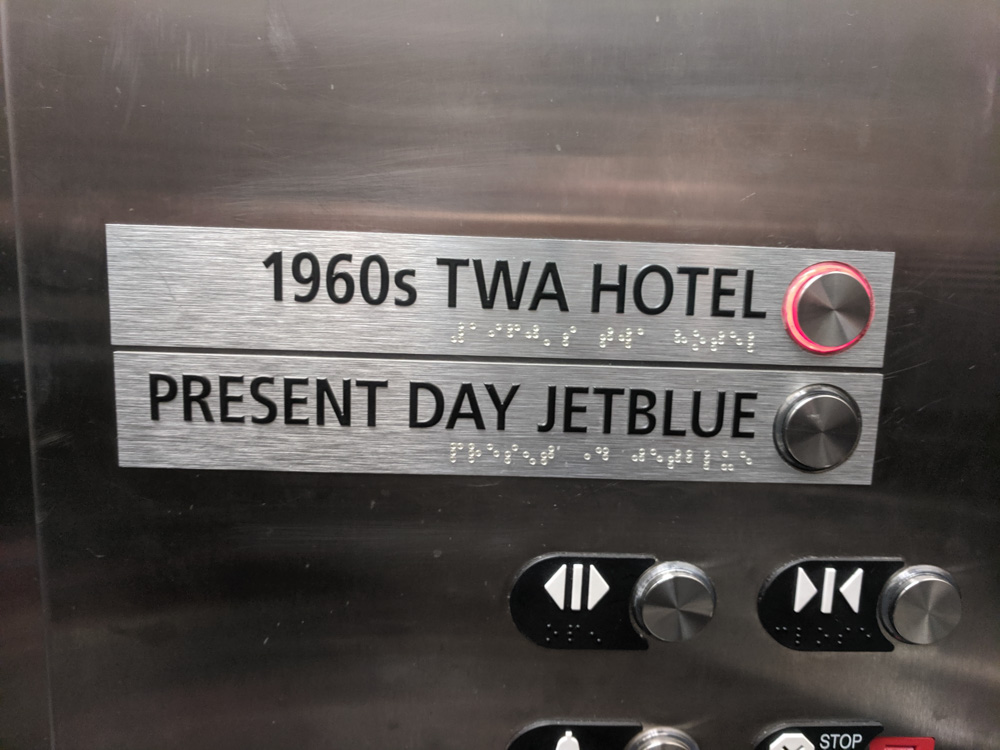 1960s TWA HOTEL
PRESENT DAY JETBLUE
STOP